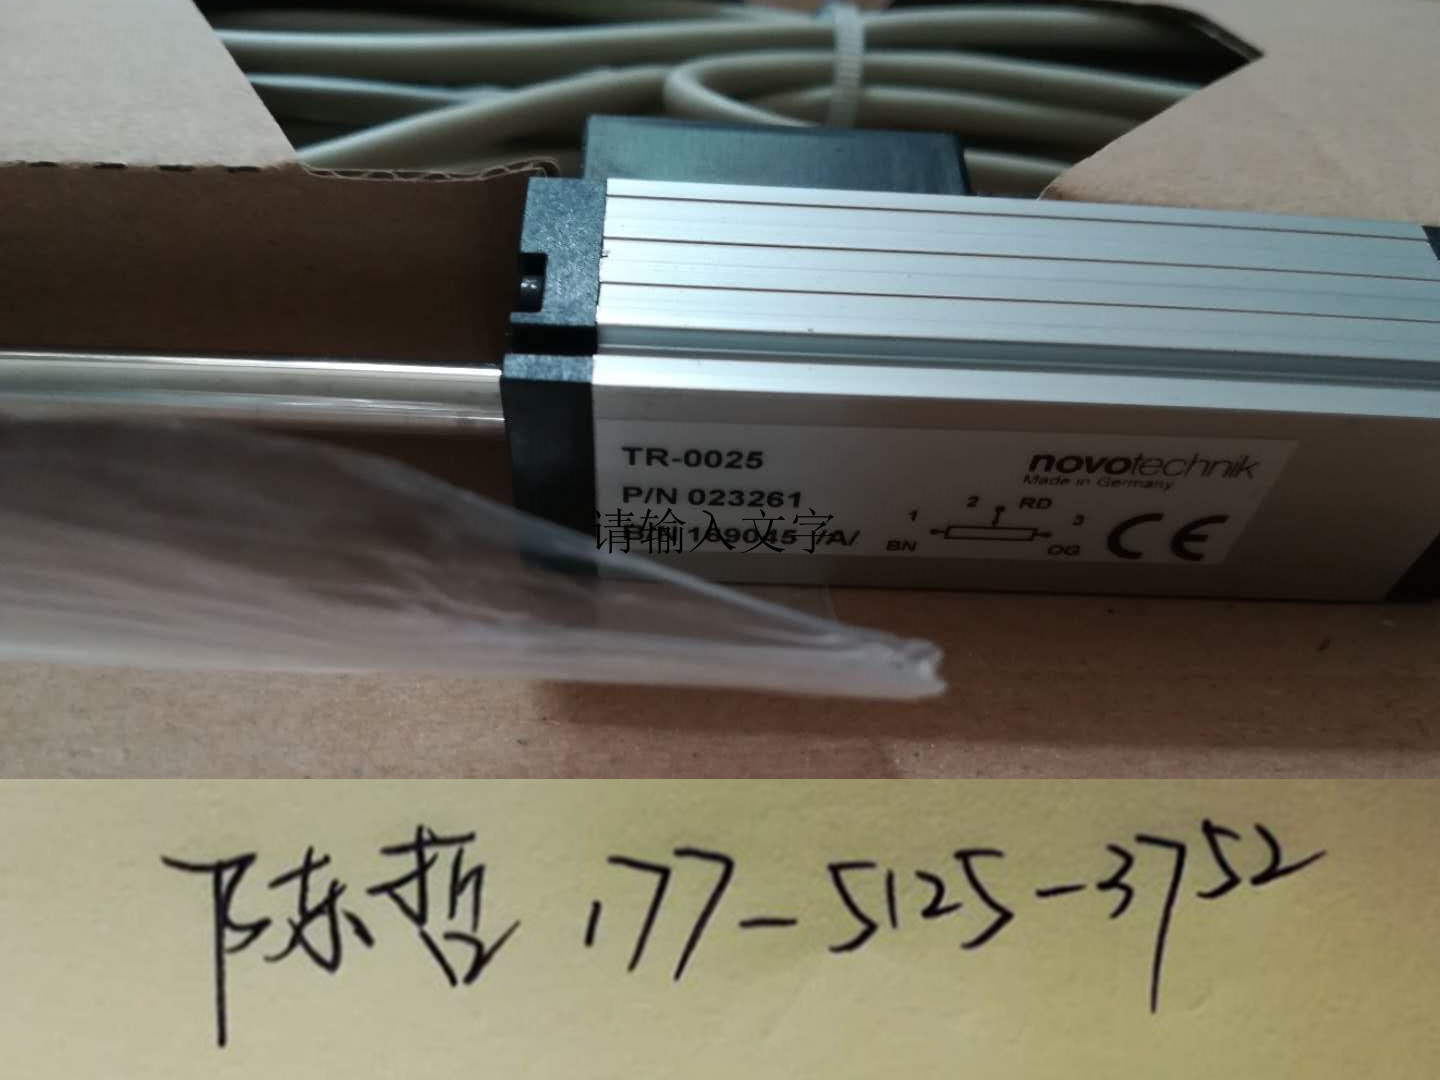 TR-0025
novotechnik
Made in Germany
P/N 023261
2 RD
1 3
B/N 169045 /A/
BN OG CE
请输入文字
陈哲 177-5125-3752